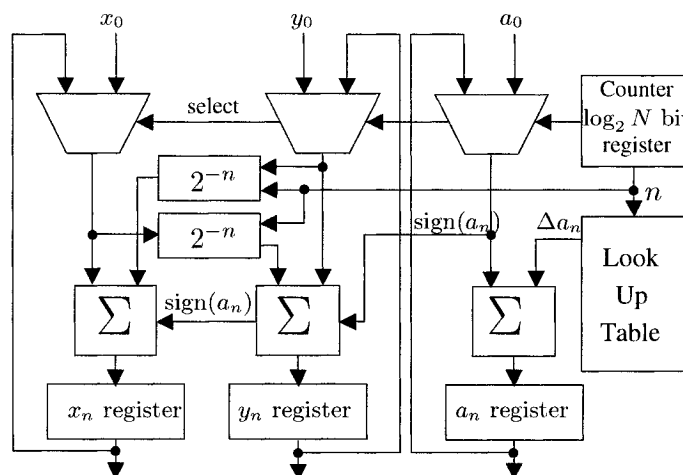 x₀
y₀
a₀
Counter
log₂ N bit
register
select
2⁻ⁿ
n
2⁻ⁿ
sign(aₙ)
Δaₙ
Look
Up
Table
Σ
sign(aₙ)
Σ
Σ
xₙ register
yₙ register
aₙ register